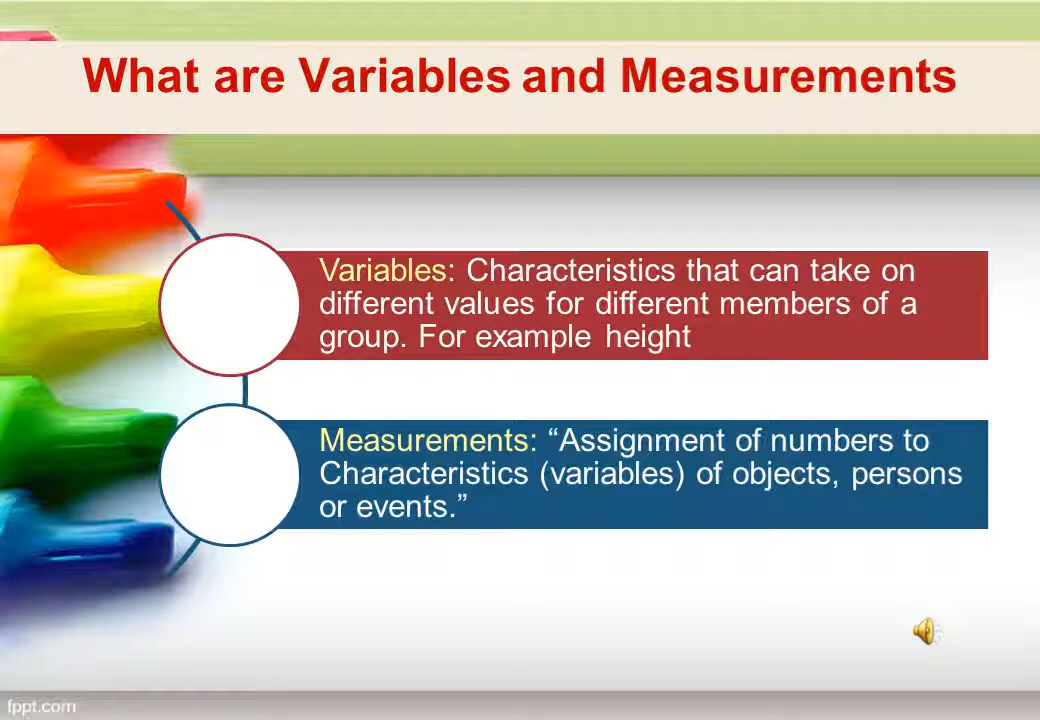 What are Variables and Measurements
Variables: Characteristics that can take on
different values for different members of a
group. For example height
Measurements: “Assignment of numbers to
Characteristics (variables) of objects, persons
or events.”
fppt.com